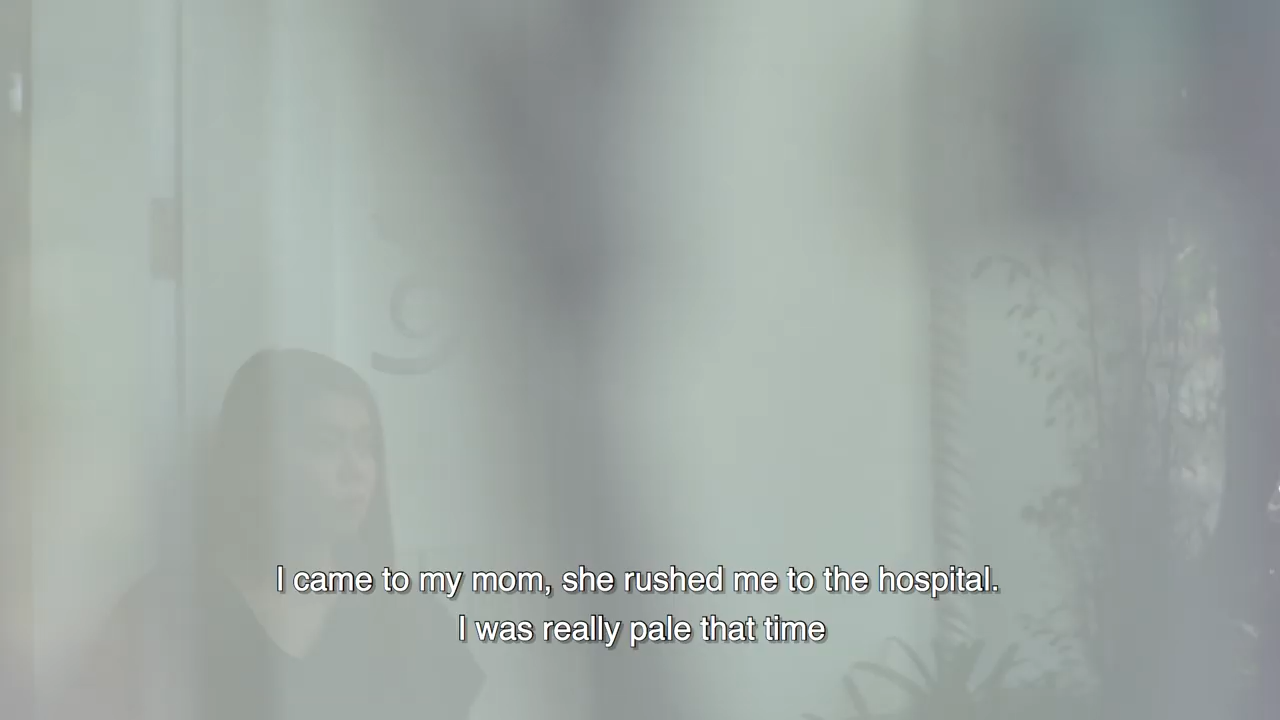 I came to my mom, she rushed me to the hospital.
I was really pale that time